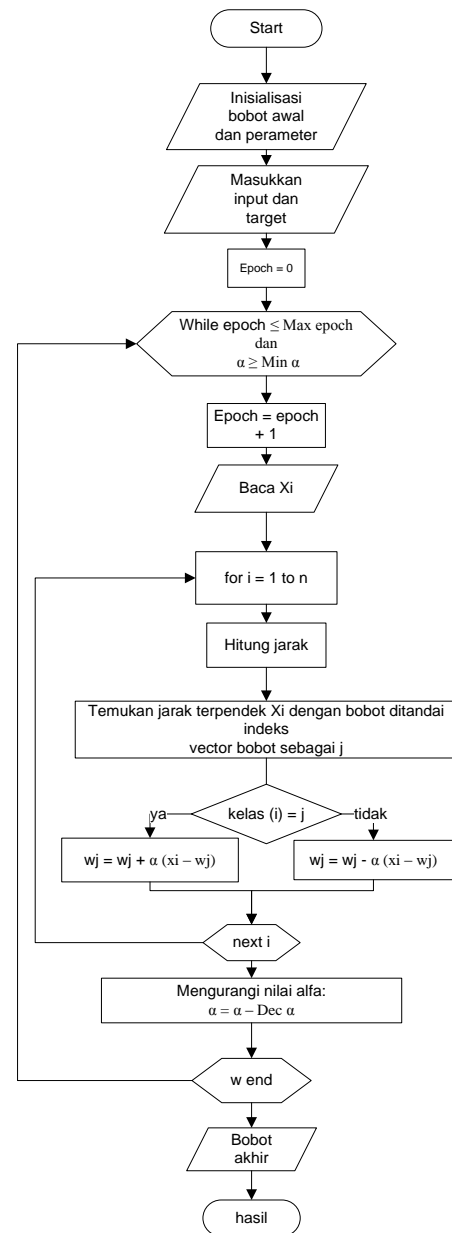 Start
Inisialisasi
bobot awal
dan perameter
Masukkan
input dan
target
Epoch = 0
While epoch ≤ Max epoch
dan
α ≥ Min α
Epoch = epoch
+ 1
Baca Xi
for i = 1 to n
Hitung jarak
Temukan jarak terpendek Xi dengan bobot ditandai
indeks
vector bobot sebagai j
ya
kelas (i) = j
tidak
wj = wj + α (xi – wj)
wj = wj - α (xi – wj)
next i
Mengurangi nilai alfa:
α = α – Dec α
w end
Bobot
akhir
hasil